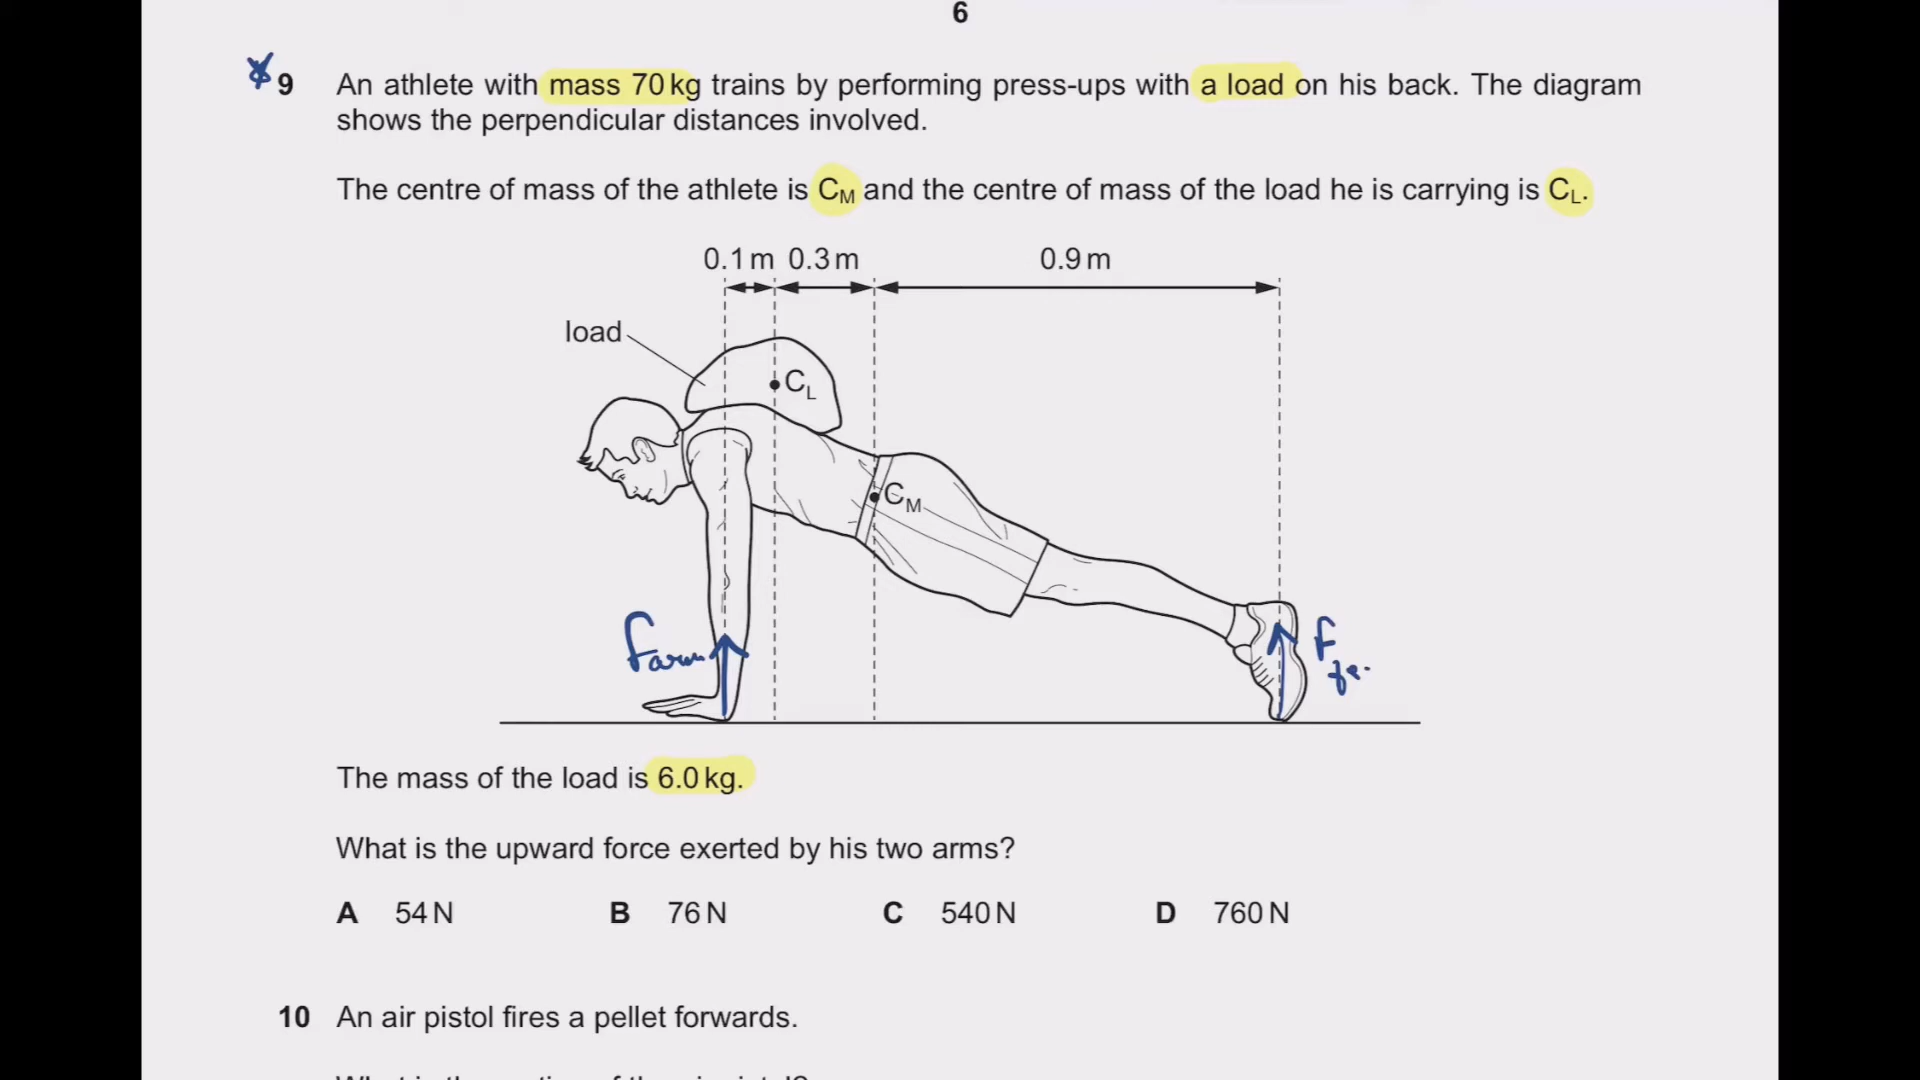 6
9 An athlete with mass 70 kg trains by performing press-ups with a load on his back. The diagram
shows the perpendicular distances involved.
The centre of mass of the athlete is CM and the centre of mass of the load he is carrying is CL.
0.1 m 0.3 m 0.9 m
load
CL
CM
Farm
F
The mass of the load is 6.0 kg.
What is the upward force exerted by his two arms?
A 54 N B 76 N C 540 N D 760 N
10 An air pistol fires a pellet forwards.